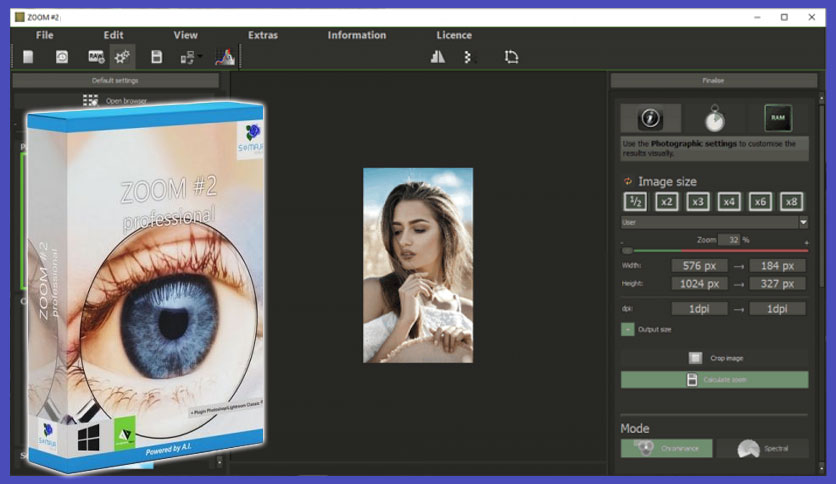 ZOOM #2
File Edit View Extras Information Licence
RAW
Default settings
Open browser
Finalise
RAM
Use the Photographic settings to customise the
results visually.
Image size
1/2 x2 x3 x4 x6 x8
User
- Zoom 32 % +
Width: 576 px → 184 px
Height: 1024 px → 327 px
dpi: 1dpi → 1dpi
Output size
Crop image
Calculate zoom
Mode
Chrominance Spectral
ZOOM #2
professional
ZOOM #2
professional
+ Plugin Photoshop/Lightroom Classic
Powered by A.I.